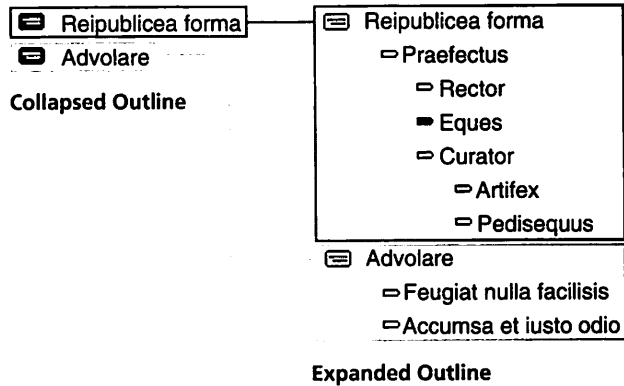 Reipublicea forma
Advolare
Collapsed Outline
Reipublicea forma
Praefectus
Rector
Eques
Curator
Artifex
Pedisequus
Advolare
Feugiat nulla facilisis
Accumsa et iusto odio
Expanded Outline